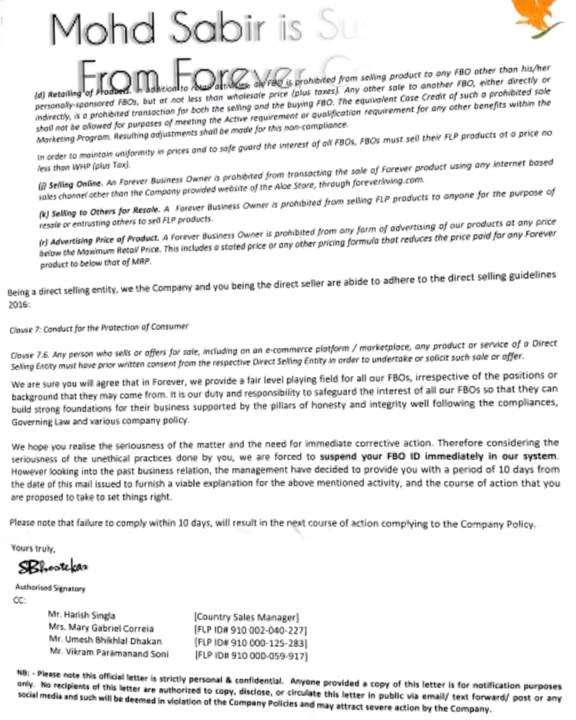 Mohd Sabir is Su
From Forever
(d) Retailing of Product. In addition to retail activities an FBO is prohibited from selling product to any FBO other than his/her
personally-sponsored FBOs, but at not less than wholesale price (plus taxes). Any other sale to another FBO, either directly or
indirectly, is a prohibited transaction for both the selling and the buying FBO. The equivalent Case Credit of such a prohibited sale
shall not be allowed for purposes of meeting the Active requirement or qualification requirement for any other benefits within the
Marketing Program. Resulting adjustments shall be made for this non-compliance.
In order to maintain uniformity in prices and to safe guard the interest of all FBOs, FBOs must sell their FLP products at a price no
less than WHP (plus Tax).
(j) Selling Online. An Forever Business Owner is prohibited from transacting the sale of Forever product using any internet based
sales channel other than the Company provided website of the Aloe Store, through foreverliving.com.
(k) Selling to Others for Resale. A Forever Business Owner is prohibited from selling FLP products to anyone for the purpose of
resale or entrusting others to sell FLP products.
(r) Advertising Price of Product. A Forever Business Owner is prohibited from any form of advertising of our products at any price
below the Maximum Retail Price. This includes a stated price or any other pricing formula that reduces the price paid for any Forever
product to below that of MRP.
Being a direct selling entity, we the Company and you being the direct seller are abide to adhere to the direct selling guidelines
2016:
Clause 7: Conduct for the Protection of Consumer
Clause 7.6. Any person who sells or offers for sale, including on an e-commerce platform / marketplace, any product or service of a Direct
Selling Entity must have prior written consent from the respective Direct Selling Entity in order to undertake or solicit such sale or offer.
We are sure you will agree that in Forever, we provide a fair level playing field for all our FBOs, irrespective of the positions or
background that they may come from. It is our duty and responsibility to safeguard the interest of all our FBOs so that they can
build strong foundations for their business supported by the pillars of honesty and integrity well following the compliances,
Governing Law and various company policy.
We hope you realise the seriousness of the matter and the need for immediate corrective action. Therefore considering the
seriousness of the unethical practices done by you, we are forced to suspend your FBO ID immediately in our system.
However looking into the past business relation, the management have decided to provide you with a period of 10 days from
the date of this mail issued to furnish a viable explanation for the above mentioned activity, and the course of action that you
are proposed to take to set things right.
Please note that failure to comply within 10 days, will result in the next course of action complying to the Company Policy.
Yours truly,
SBhootekar
Authorised Signatory
CC:
Mr. Harish Singla [Country Sales Manager]
Mrs. Mary Gabriel Correia [FLP ID# 910 002-040-227]
Mr. Umesh Bhikhlal Dhakan [FLP ID# 910 000-125-283]
Mr. Vikram Paramanand Soni [FLP ID# 910 000-059-917]
NB: - Please note this official letter is strictly personal & confidential. Anyone provided a copy of this letter is for notification purposes
only. No recipients of this letter are authorized to copy, disclose, or circulate this letter in public via email/ text forward/ post or any
social media and such will be deemed in violation of the Company Policies and may attract severe action by the Company.